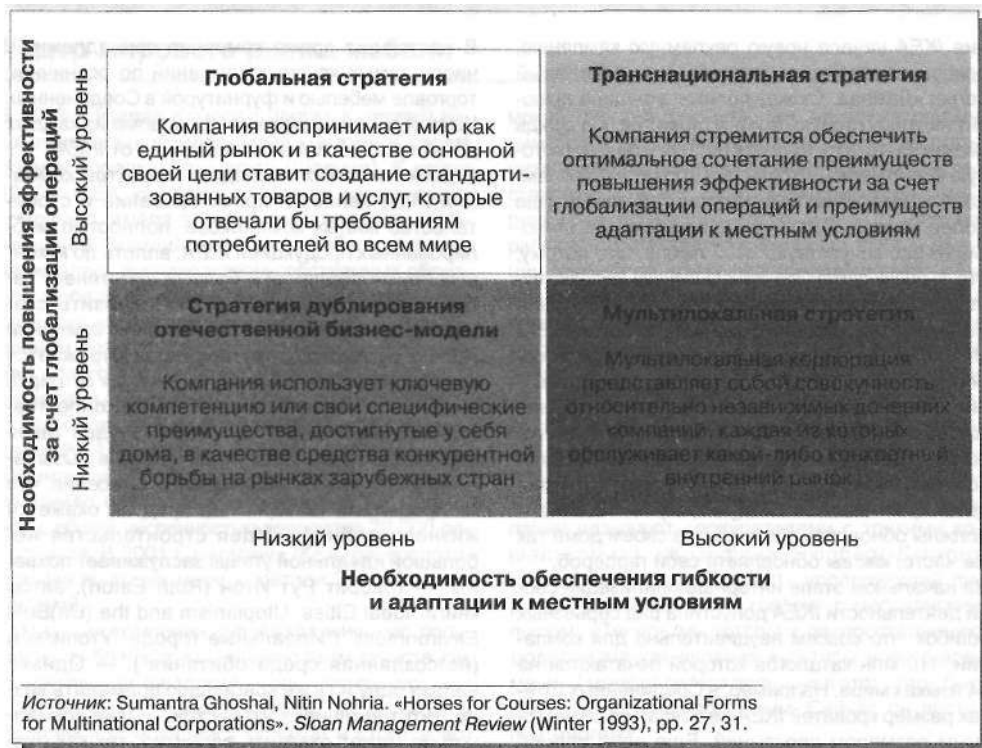 Необходимость повышения эффективности
за счет глобализации операций
Высокий уровень
Низкий уровень
Глобальная стратегия
Компания воспринимает мир как
единый рынок и в качестве основной
своей цели ставит создание стандарти-
зованных товаров и услуг, которые
отвечали бы требованиям
потребителей во всем мире
Транснациональная стратегия
Компания стремится обеспечить
оптимальное сочетание преимуществ
повышения эффективности за счет
глобализации операций и преимуществ
адаптации к местным условиям
Стратегия дублирования
отечественной бизнес-модели
Компания использует ключевую
компетенцию или свои специфические
преимущества, достигнутые у себя
дома, в качестве средства конкурентной
борьбы на рынках зарубежных стран
Мультилокальная стратегия
Мультилокальная корпорация
представляет собой совокупность
относительно независимых дочерних
компаний, каждая из которых
обслуживает какой-либо конкретный
внутренний рынок
Низкий уровень
Высокий уровень
Необходимость обеспечения гибкости
и адаптации к местным условиям
Источник: Sumantra Ghoshal, Nitin Nohria. «Horses for Courses: Organizational Forms
for Multinational Corporations». Sloan Management Review (Winter 1993), pp. 27, 31